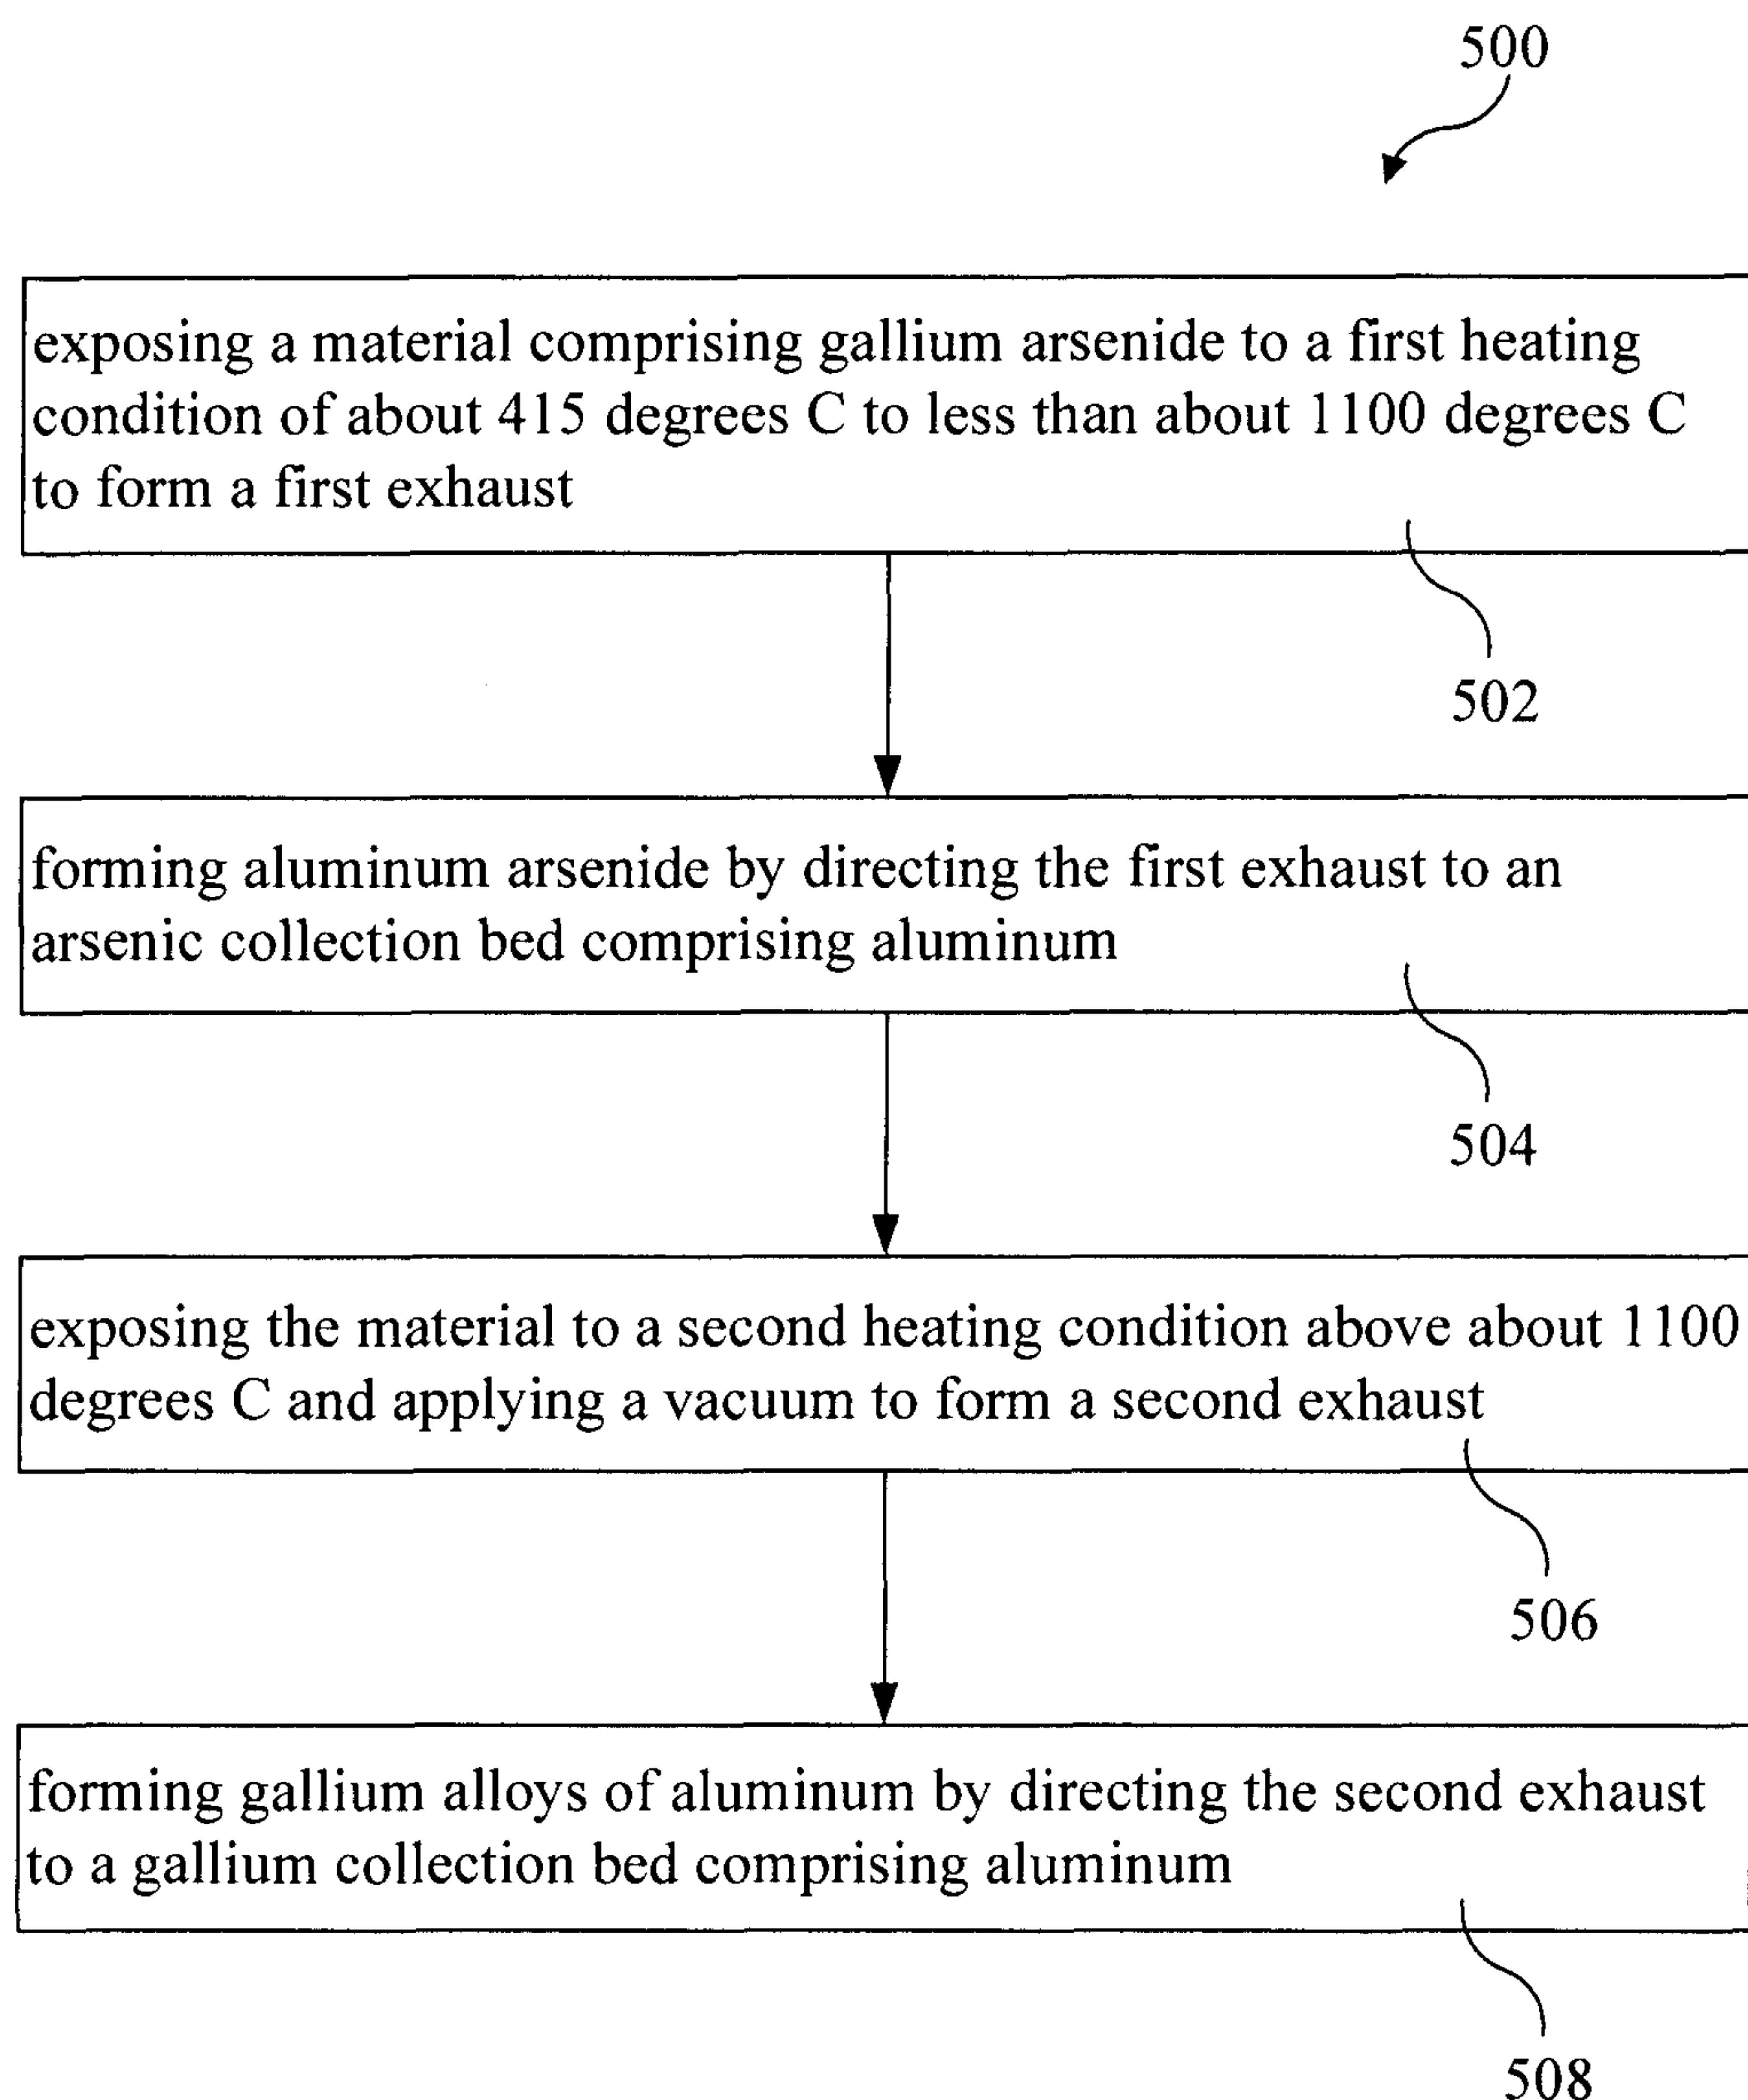 500
exposing a material comprising gallium arsenide to a first heating
condition of about 415 degrees C to less than about 1100 degrees C
to form a first exhaust
502
forming aluminum arsenide by directing the first exhaust to an
arsenic collection bed comprising aluminum
504
exposing the material to a second heating condition above about 1100
degrees C and applying a vacuum to form a second exhaust
506
forming gallium alloys of aluminum by directing the second exhaust
to a gallium collection bed comprising aluminum
508